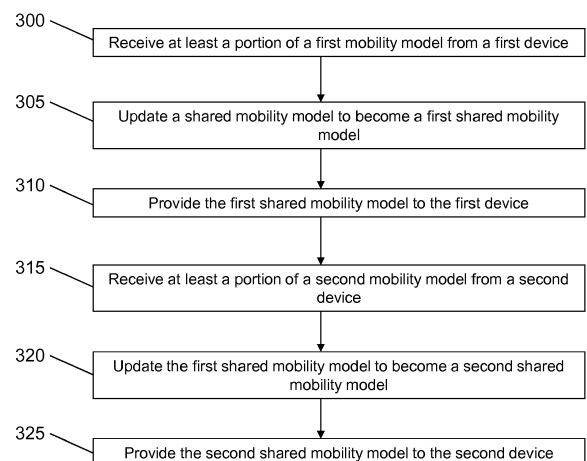 300
Receive at least a portion of a first mobility model from a first device
305
Update a shared mobility model to become a first shared mobility
model
310
Provide the first shared mobility model to the first device
315
Receive at least a portion of a second mobility model from a second
device
320
Update the first shared mobility model to become a second shared
mobility model
325
Provide the second shared mobility model to the second device